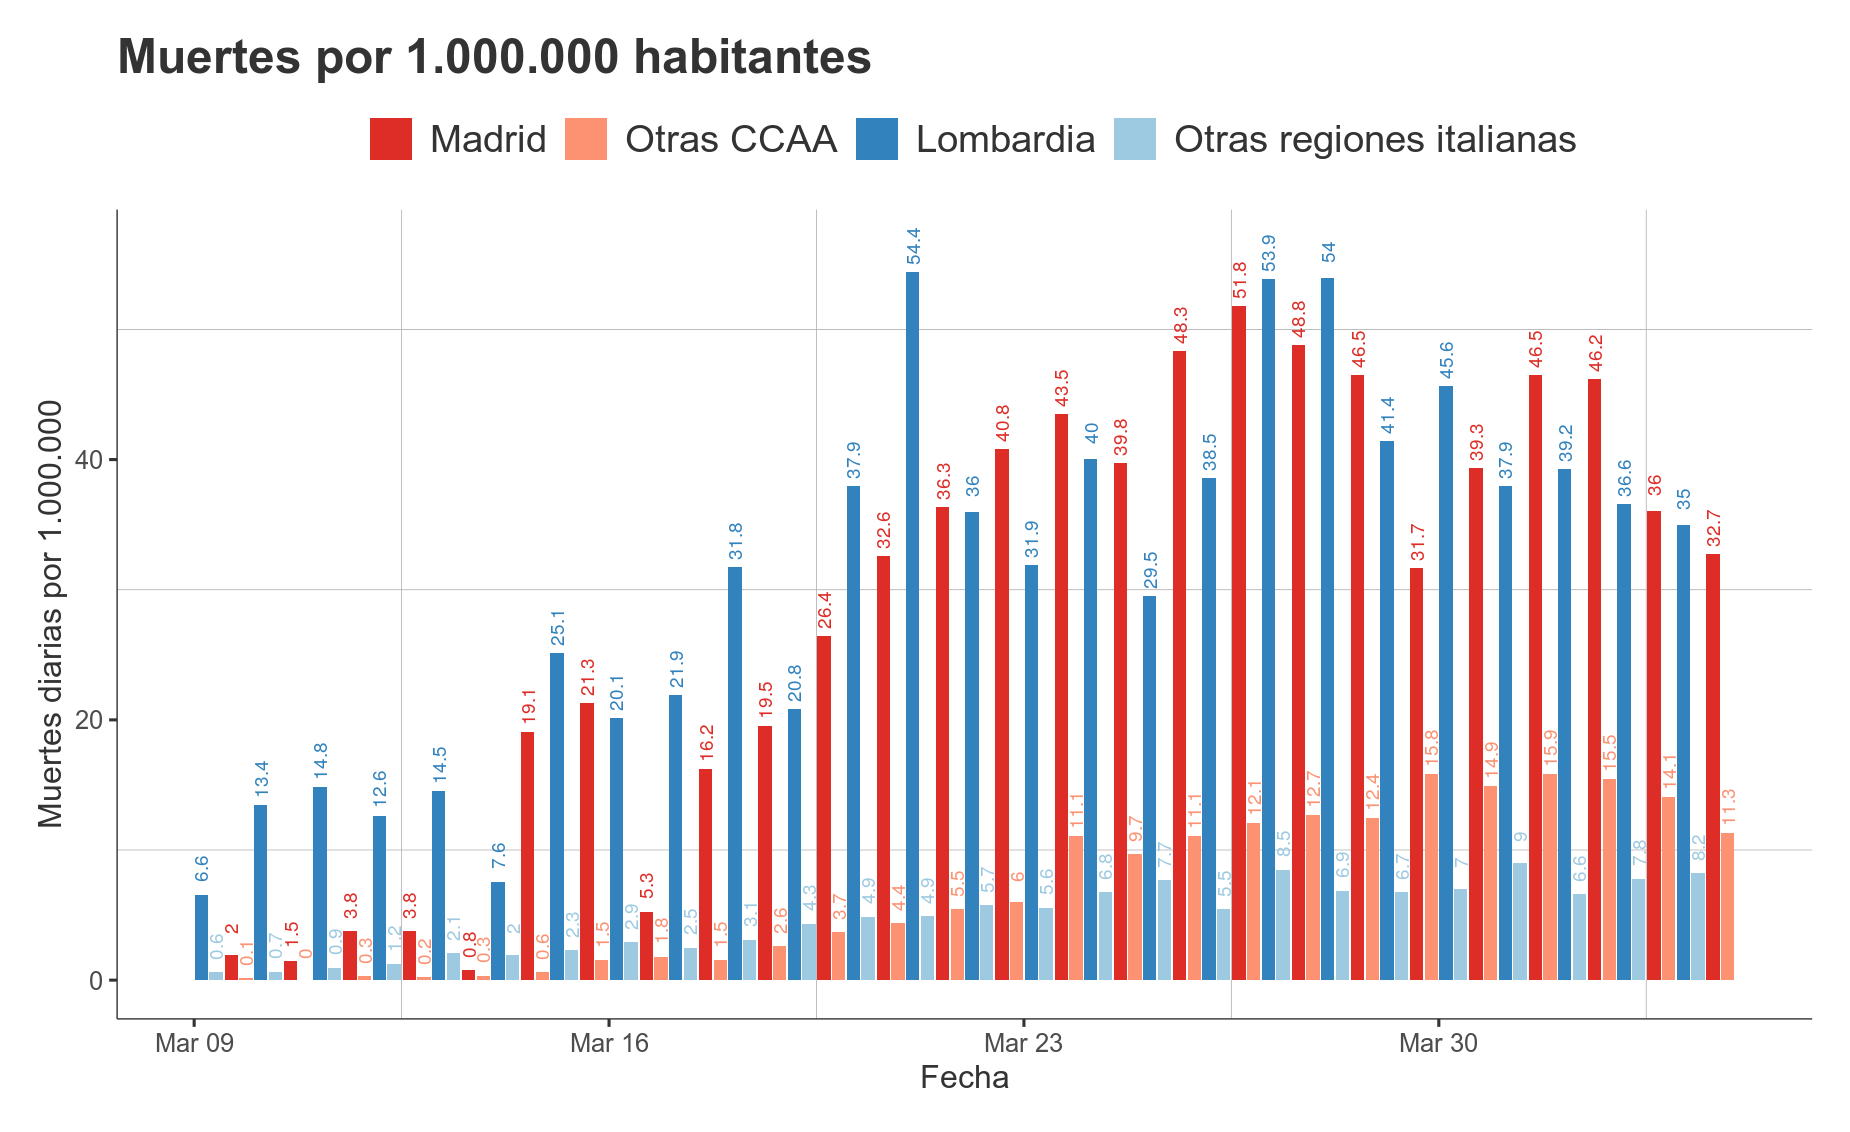 Muertes por 1.000.000 habitantes
Madrid Otras CCAA Lombardia Otras regiones italianas
Muertes diarias por 1.000.000
40
20
0
6.6 0.6 2 0.1 13.4 0.7 1.5 0 14.8 0.9 3.8 0.3 12.6 1.2 3.8 0.2 14.5 2.1 0.8 0.3 7.6 2 19.1 0.6 25.1 2.3 21.3 1.5 20.1 2.9 5.3 1.8 21.9 2.5 16.2 1.5 31.8 3.1 19.5 2.6 20.8 4.3 26.4 3.7 37.9 4.9 32.6 4.4 54.4 4.9 36.3 5.5 36 5.7 40.8 6 31.9 5.6 43.5 11.1 40 6.8 39.8 9.7 29.5 7.7 48.3 11.1 38.5 5.5 51.8 12.1 53.9 8.5 48.8 12.7 54 6.9 46.5 12.4 41.4 6.7 31.7 15.8 45.6 7 39.3 14.9 37.9 9 46.5 15.9 39.2 6.6 46.2 15.5 36.6 7.8 36 14.1 35 8.2 32.7 11.3
Mar 09 Mar 16 Mar 23 Mar 30
Fecha